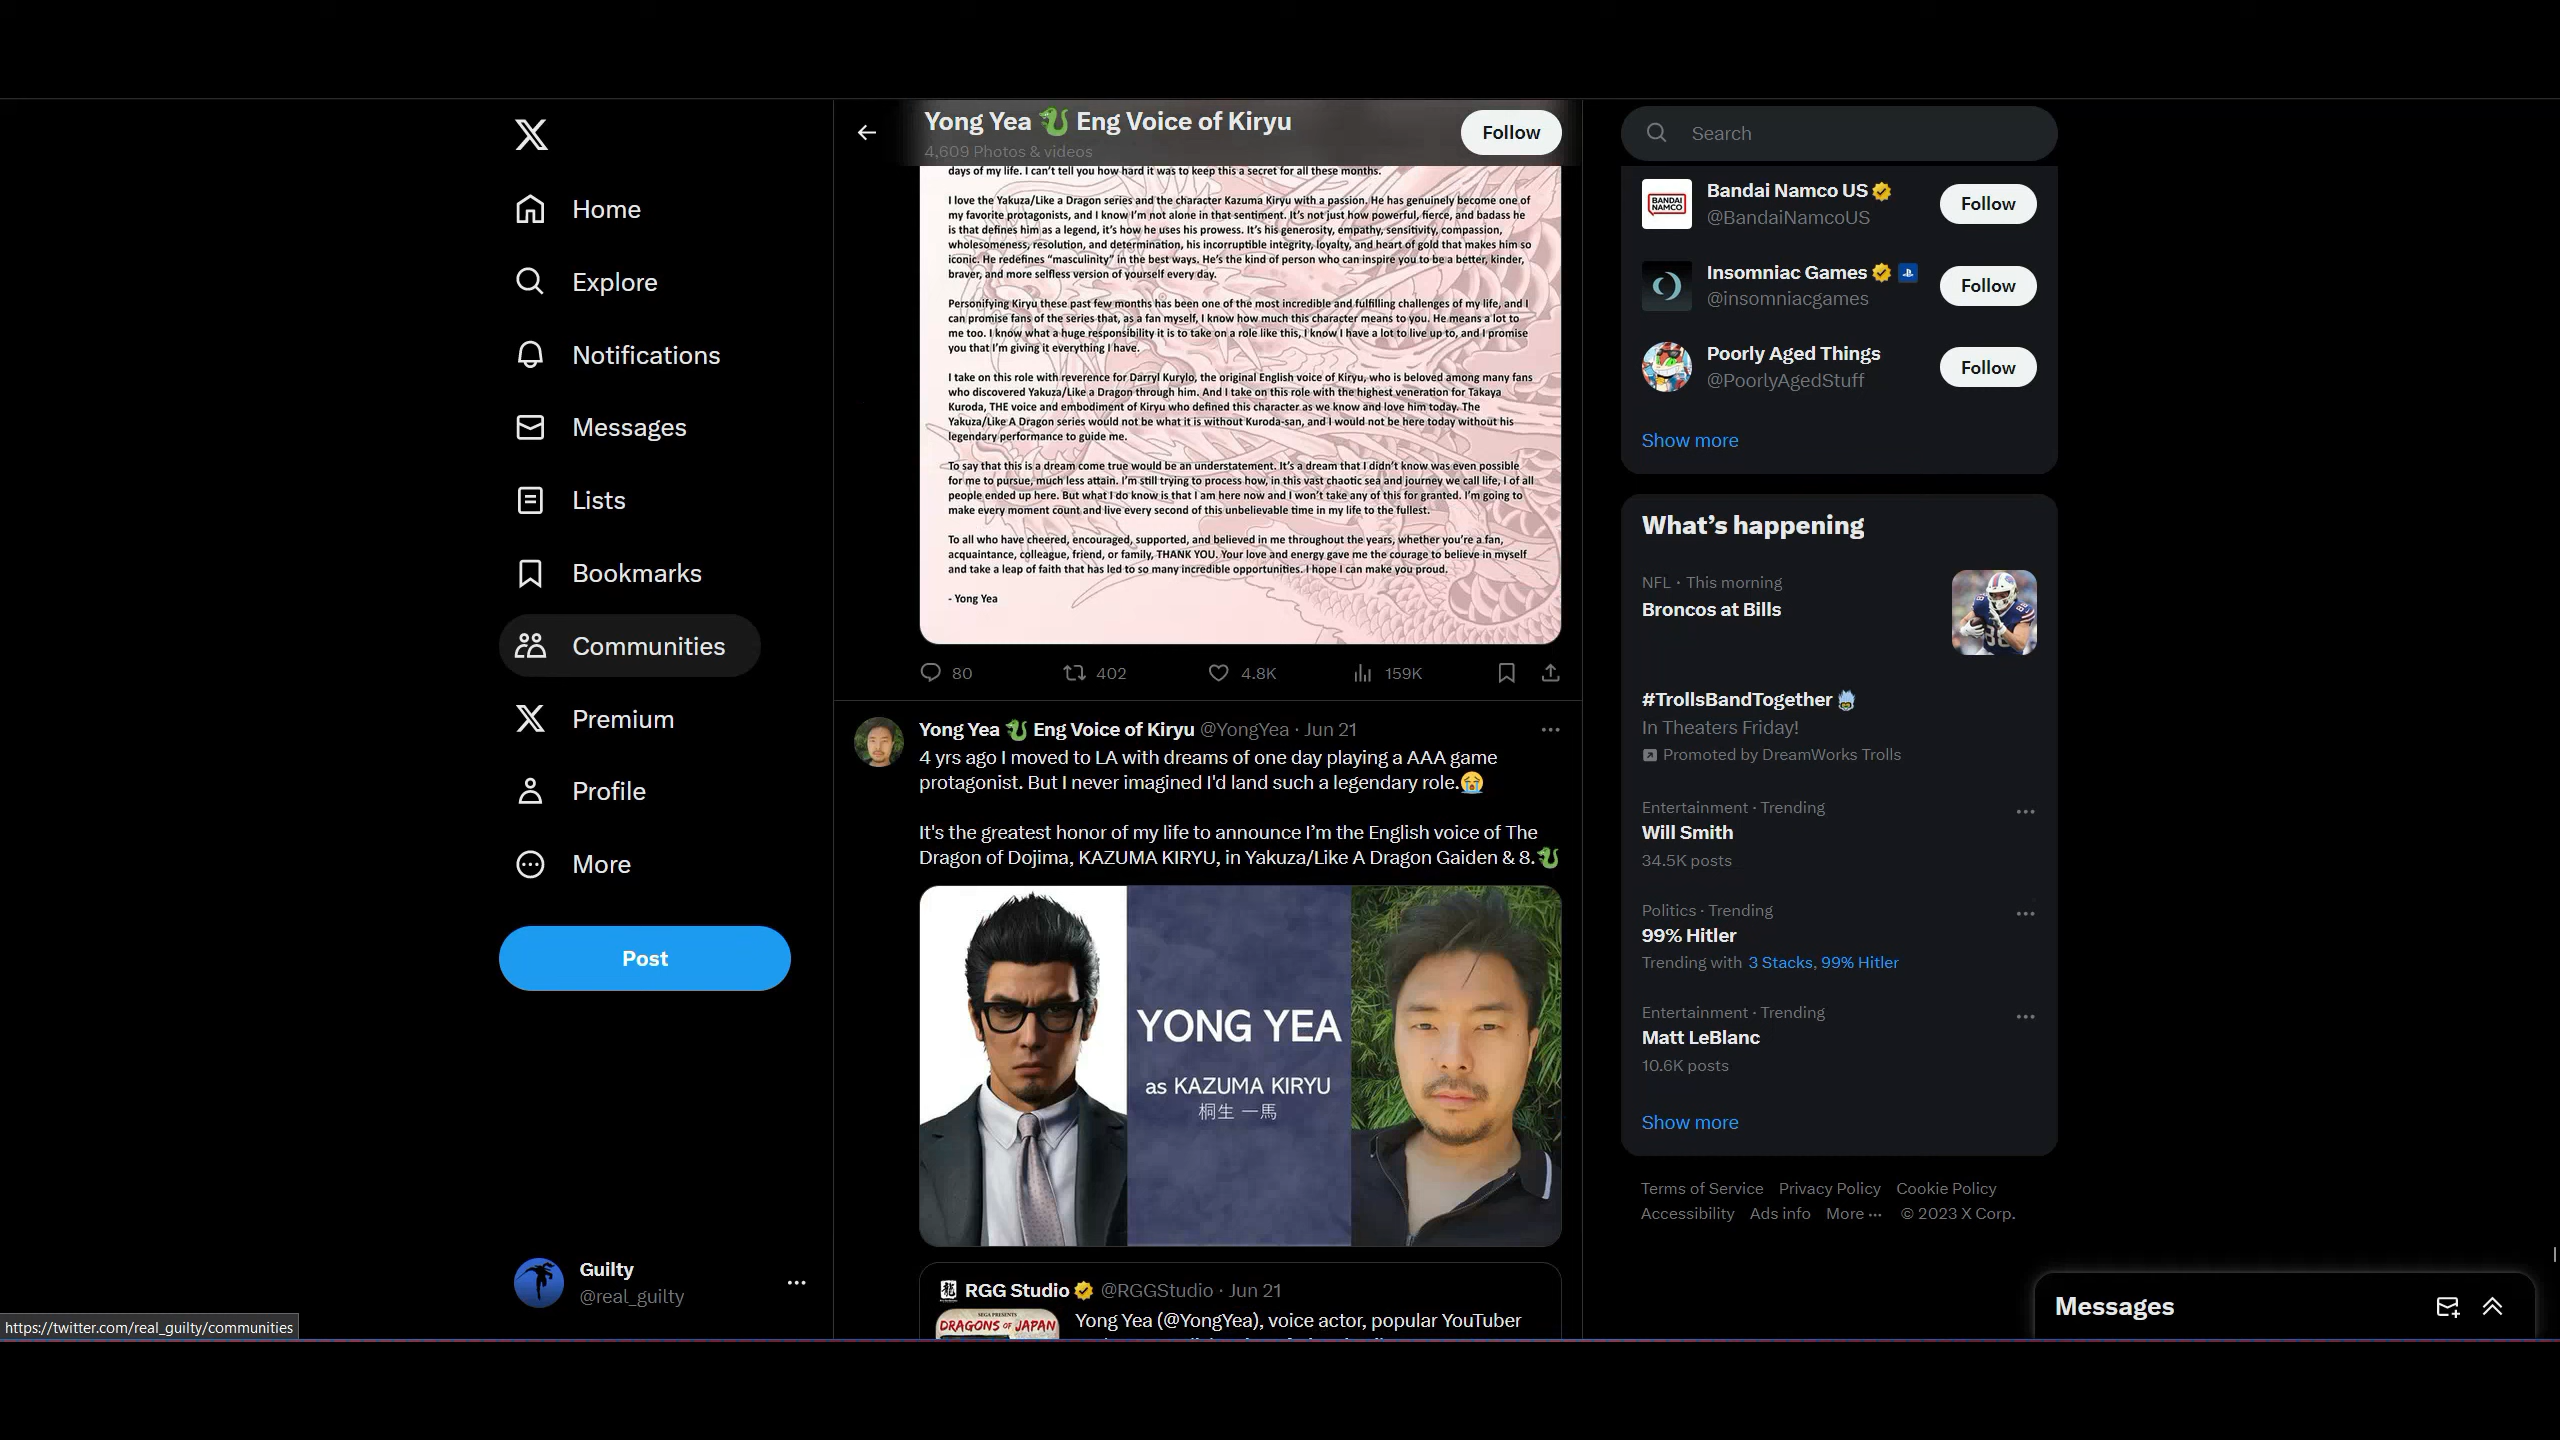 Home
Explore
Notifications
Messages
Lists
Bookmarks
Communities
Premium
Profile
More
Post
Guilty
@real_guilty
https://twitter.com/real_guilty/communities
Yong Yea 🐉 Eng Voice of Kiryu
4,609 Photos & videos
Follow
days of my life. I can't tell you how hard it was to keep this a secret for all these months.
I love the Yakuza/Like a Dragon series and the character Kazuma Kiryu with a passion. He has genuinely become one of
my favorite protagonists, and I know I'm not alone in that sentiment. It's not just how powerful, fierce, and badass he
is that defines him as a legend, it's how he uses his prowess. It's his generosity, empathy, sensitivity, compassion,
wholesomeness, resolution, and determination, his incorruptible integrity, loyalty, and heart of gold that makes him so
iconic. He redefines “masculinity” in the best ways. He's the kind of person who can inspire you to be a better, kinder,
braver, and more selfless version of yourself every day.
Personifying Kiryu these past few months has been one of the most incredible and fulfilling challenges of my life, and I
can promise fans of the series that, as a fan myself, I know how much this character means to you. He means a lot to
me too. I know what a huge responsibility it is to take on a role like this, I know I have a lot to live up to, and I promise
you that I'm giving it everything I have.
I take on this role with reverence for Darryl Kurylo, the original English voice of Kiryu, who is beloved among many fans
who discovered Yakuza/Like a Dragon through him. And I take on this role with the highest veneration for Takaya
Kuroda, THE voice and embodiment of Kiryu who defined this character as we know and love him today. The
Yakuza/Like A Dragon series would not be what it is without Kuroda-san, and I would not be here today without his
legendary performance to guide me.
To say that this is a dream come true would be an understatement. It's a dream that I didn't know was even possible
for me to pursue, much less attain. I'm still trying to process how, in this vast chaotic sea and journey we call life, I of all
people ended up here. But what I do know is that I am here now and I won't take any of this for granted. I'm going to
make every moment count and live every second of this unbelievable time in my life to the fullest.
To all who have cheered, encouraged, supported, and believed in me throughout the years, whether you're a fan,
acquaintance, colleague, friend, or family, THANK YOU. Your love and energy gave me the courage to believe in myself
and take a leap of faith that has led to so many incredible opportunities. I hope I can make you proud.
- Yong Yea
80 402 4.8K 159K
Yong Yea 🐉 Eng Voice of Kiryu @YongYea · Jun 21
4 yrs ago I moved to LA with dreams of one day playing a AAA game
protagonist. But I never imagined I'd land such a legendary role.😭
It's the greatest honor of my life to announce I’m the English voice of The
Dragon of Dojima, KAZUMA KIRYU, in Yakuza/Like A Dragon Gaiden & 8.🐉
YONG YEA
as KAZUMA KIRYU
桐生 一馬
RGG Studio @RGGStudio · Jun 21
SEGA PRESENTS
DRAGONS OF JAPAN
Yong Yea (@YongYea), voice actor, popular YouTuber
Search
Bandai Namco US
@BandaiNamcoUS
Follow
BANDAI
NAMCO
Insomniac Games
@insomniacgames
Follow
Poorly Aged Things
@PoorlyAgedStuff
Follow
Show more
What’s happening
NFL · This morning
Broncos at Bills
#TrollsBandTogether
In Theaters Friday!
Promoted by DreamWorks Trolls
Entertainment · Trending
Will Smith
34.5K posts
Politics · Trending
99% Hitler
Trending with 3 Stacks, 99% Hitler
Entertainment · Trending
Matt LeBlanc
10.6K posts
Show more
Terms of Service Privacy Policy Cookie Policy
Accessibility Ads info More ··· © 2023 X Corp.
Messages